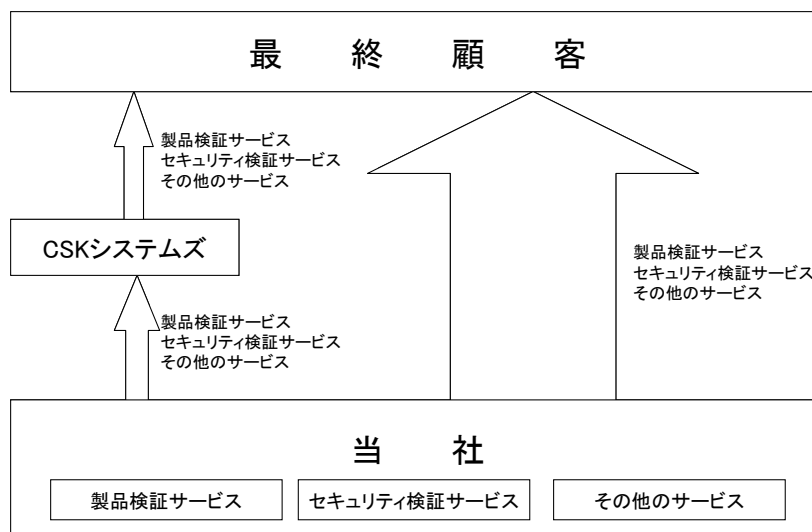 最 終 顧 客
製品検証サービス
セキュリティ検証サービス
その他のサービス
CSKシステムズ
製品検証サービス
セキュリティ検証サービス
その他のサービス
製品検証サービス
セキュリティ検証サービス
その他のサービス
当 社
製品検証サービス
セキュリティ検証サービス
その他のサービス